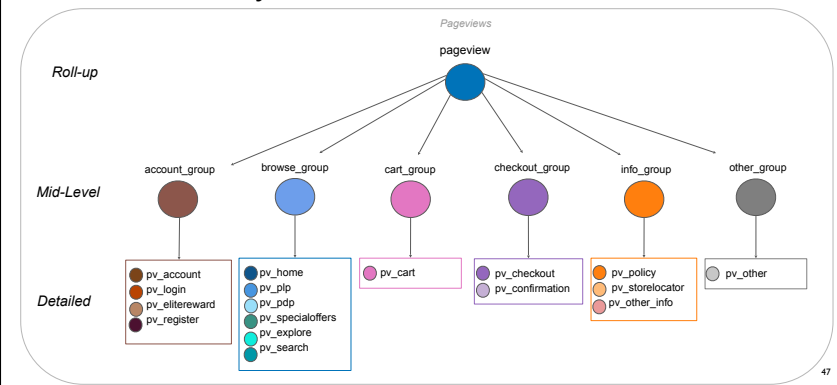 Pageviews
pageview
Roll-up
account_group
browse_group
cart_group
checkout_group
info_group
other_group
Mid-Level
Detailed
pv_account
pv_login
pv_elitereward
pv_register
pv_home
pv_plp
pv_pdp
pv_specialoffers
pv_explore
pv_search
pv_cart
pv_checkout
pv_confirmation
pv_policy
pv_storelocator
pv_other_info
pv_other
47